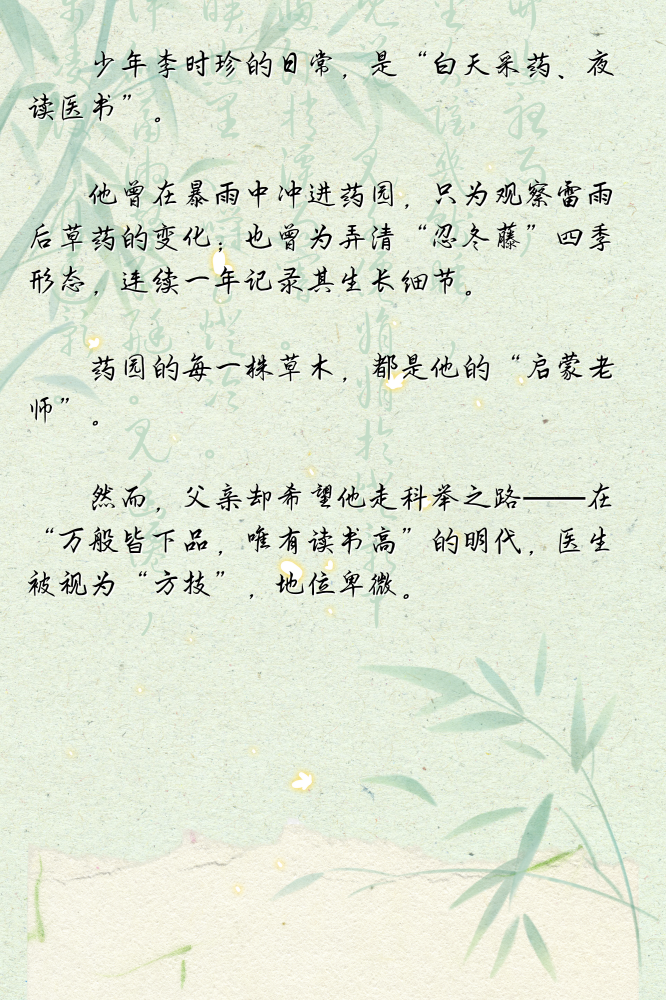 少年李时珍的日常，是“白天采药、夜
读医书”。
他曾在暴雨中冲进药园，只为观察雷雨
后草药的变化；也曾为弄清“忍冬藤”四季
形态，连续一年记录其生长细节。
药园的每一株草木，都是他的“启蒙老
师”。
然而，父亲却希望他走科举之路——在
“万般皆下品，唯有读书高”的明代，医生
被视为“方技”，地位卑微。